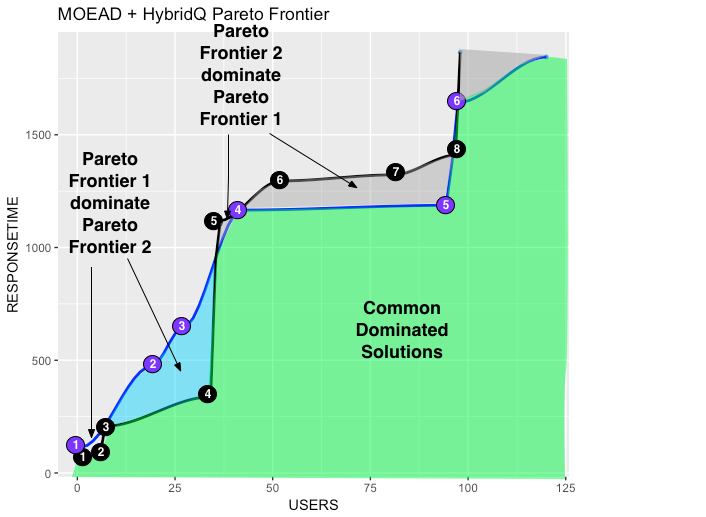 MOEAD + HybridQ Pareto Frontier
Pareto
Frontier 2
dominate
Pareto
Frontier 1
Pareto
Frontier 1
dominate
Pareto
Frontier 2
Common
Dominated
Solutions
RESPONSETIME
1500
1000
500
0
0
25
50
75
100
125
USERS
1
2
3
4
5
6
1
2
3
4
5
6
7
8